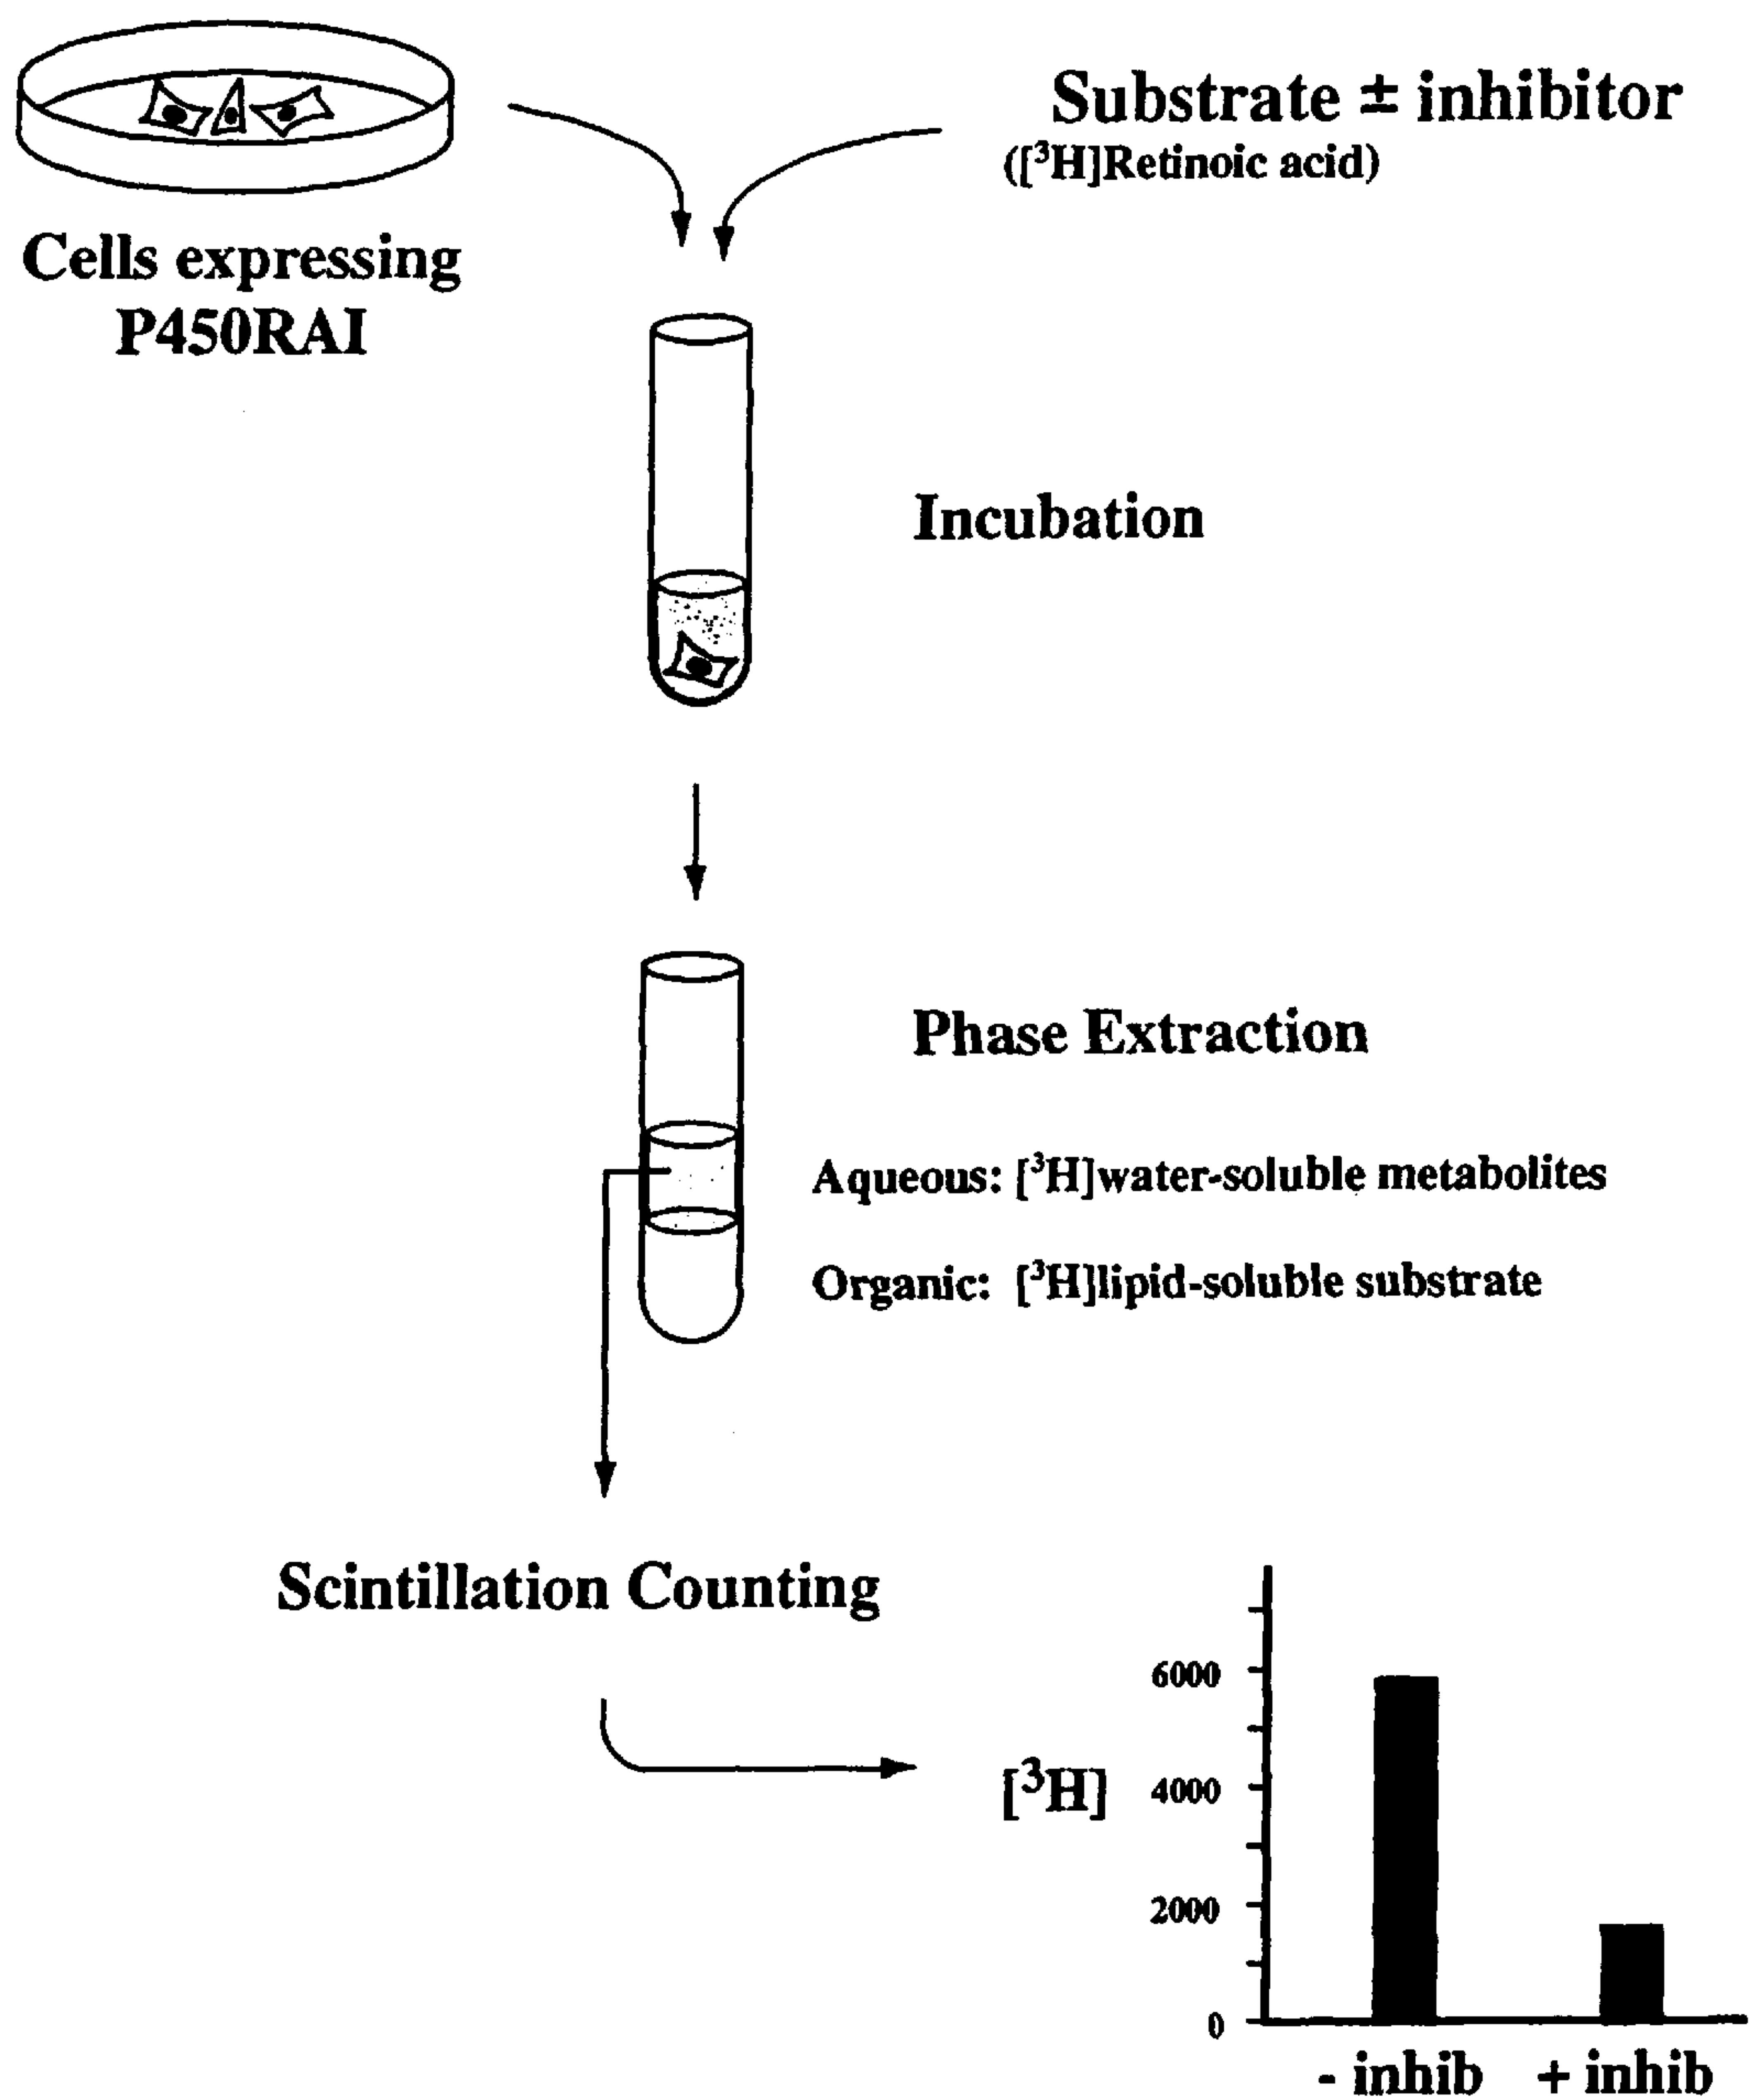 Substrate ± inhibitor
([³H]Retinoic acid)
Cells expressing
P450RAI
Incubation
Phase Extraction
Aqueous: [³H]water-soluble metabolites
Organic: [³H]lipid-soluble substrate
Scintillation Counting
[³H]
6000
4000
2000
0
- inhib
+ inhib